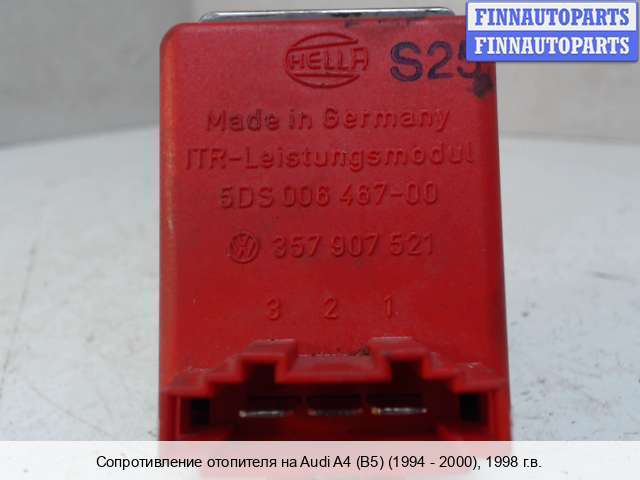 FINNAUTOPARTS
FINNAUTOPARTS
HELLA
S25
Made in Germany
ITR-Leistungsmodul
5DS 006 467-00
VW 357 907 521
3 2 1
Сопротивление отопителя на Audi A4 (B5) (1994 - 2000), 1998 г.в.